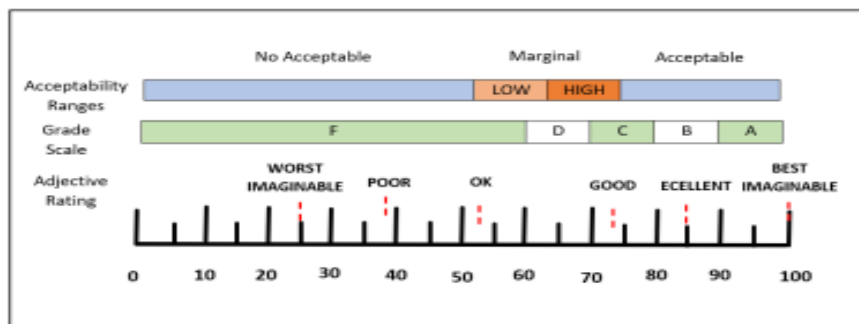 No Acceptable Marginal Acceptable
Acceptability
Ranges
LOW HIGH
Grade
Scale
F D C B A
Adjective
Rating
WORST
IMAGINABLE
POOR
OK
GOOD
ECELLENT
BEST
IMAGINABLE
0 10 20 30 40 50 60 70 80 90 100